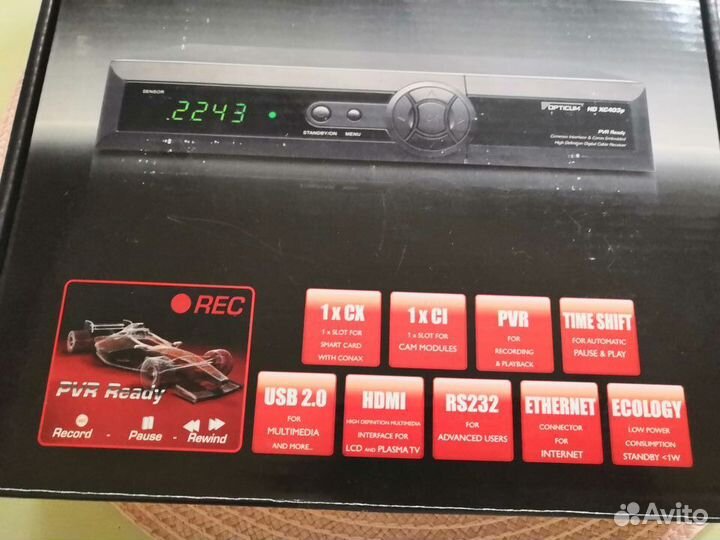 SENSOR
.2243
STANDBY/ON MENU
OPTICUM HD XC403p
PVR Ready
Common Interface & Conax Embedded
High Definition Digital Cable Receiver
REC
PVR Ready
Record - Pause - Rewind
1 x CX
1 x SLOT FOR
SMART CARD
WITH CONAX
1 x CI
1 x SLOT FOR
CAM MODULES
PVR
FOR
RECORDING
& PLAYBACK
TIME SHIFT
FOR AUTOMATIC
PAUSE & PLAY
USB 2.0
FOR
MULTIMEDIA
AND MORE...
HDMI
HIGH DEFINITION MULTIMEDIA
INTERFACE FOR
LCD AND PLASMA TV
RS232
FOR
ADVANCED USERS
ETHERNET
CONNECTOR
FOR
INTERNET
ECOLOGY
LOW POWER
CONSUMPTION
STANDBY <1W
Avito